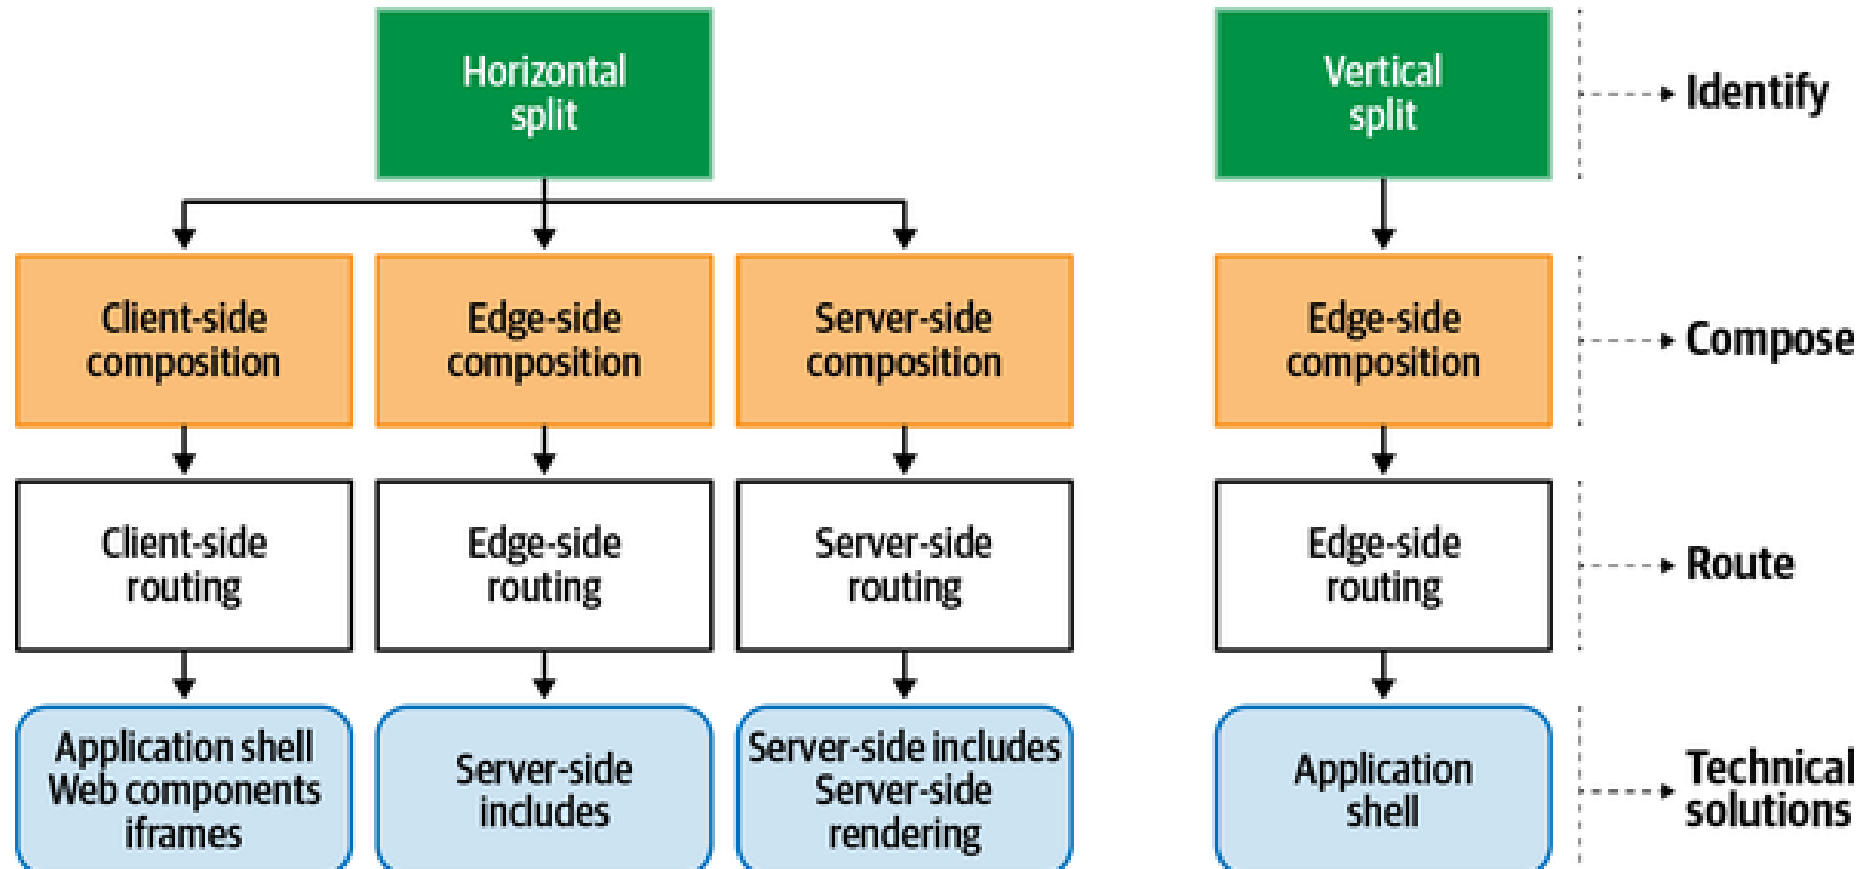 Horizontal
split
Vertical
split
Identify
Client-side
composition
Edge-side
composition
Server-side
composition
Edge-side
composition
Compose
Client-side
routing
Edge-side
routing
Server-side
routing
Edge-side
routing
Route
Application shell
Web components
iframes
Server-side
includes
Server-side includes
Server-side
rendering
Application
shell
Technical
solutions